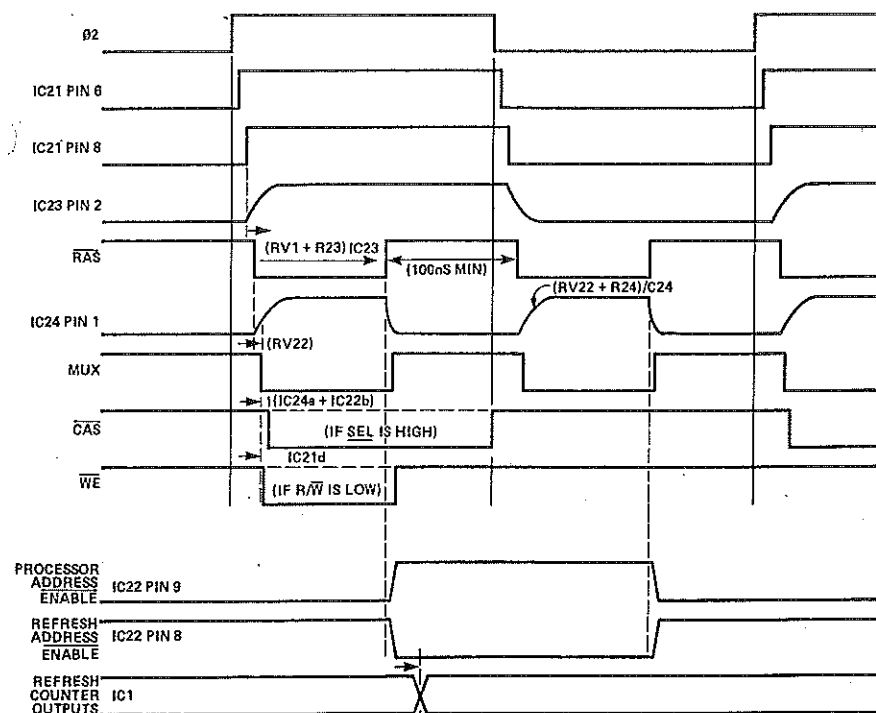 Ø2
IC21 PIN 6
IC21 PIN 8
IC23 PIN 2
(RV1 + R23) IC23
RAS
(100nS MIN)
(RV22 + R24)/C24
IC24 PIN 1
(RV22)
MUX
(IC24a + IC22b)
CAS
(IF SEL IS HIGH)
IC21d
WE
(IF R/W IS LOW)
PROCESSOR
ADDRESS IC22 PIN 9
ENABLE
REFRESH
ADDRESS IC22 PIN 8
ENABLE
REFRESH
COUNTER IC1
OUTPUTS